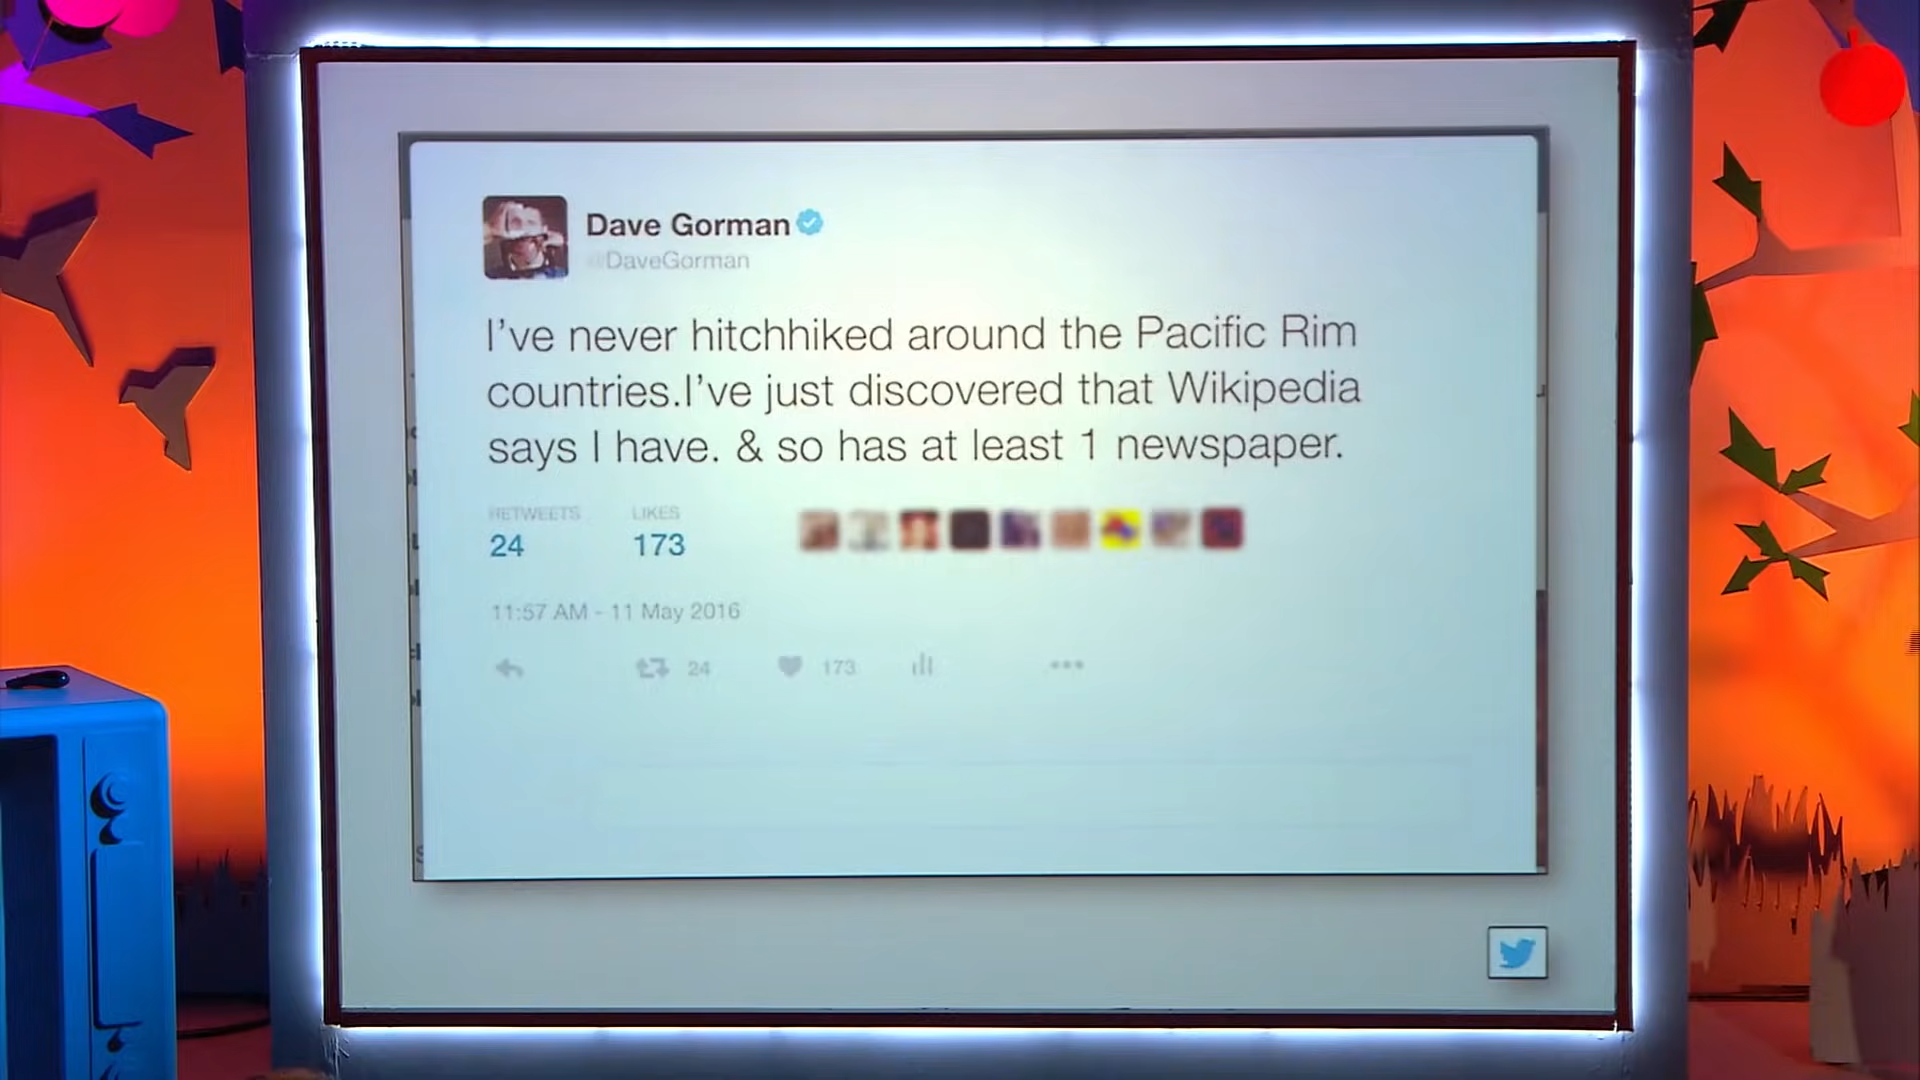 Dave Gorman
@DaveGorman
I've never hitchhiked around the Pacific Rim
countries.I've just discovered that Wikipedia
says I have. & so has at least 1 newspaper.
RETWEETS LIKES
24 173
11:57 AM - 11 May 2016
24 173